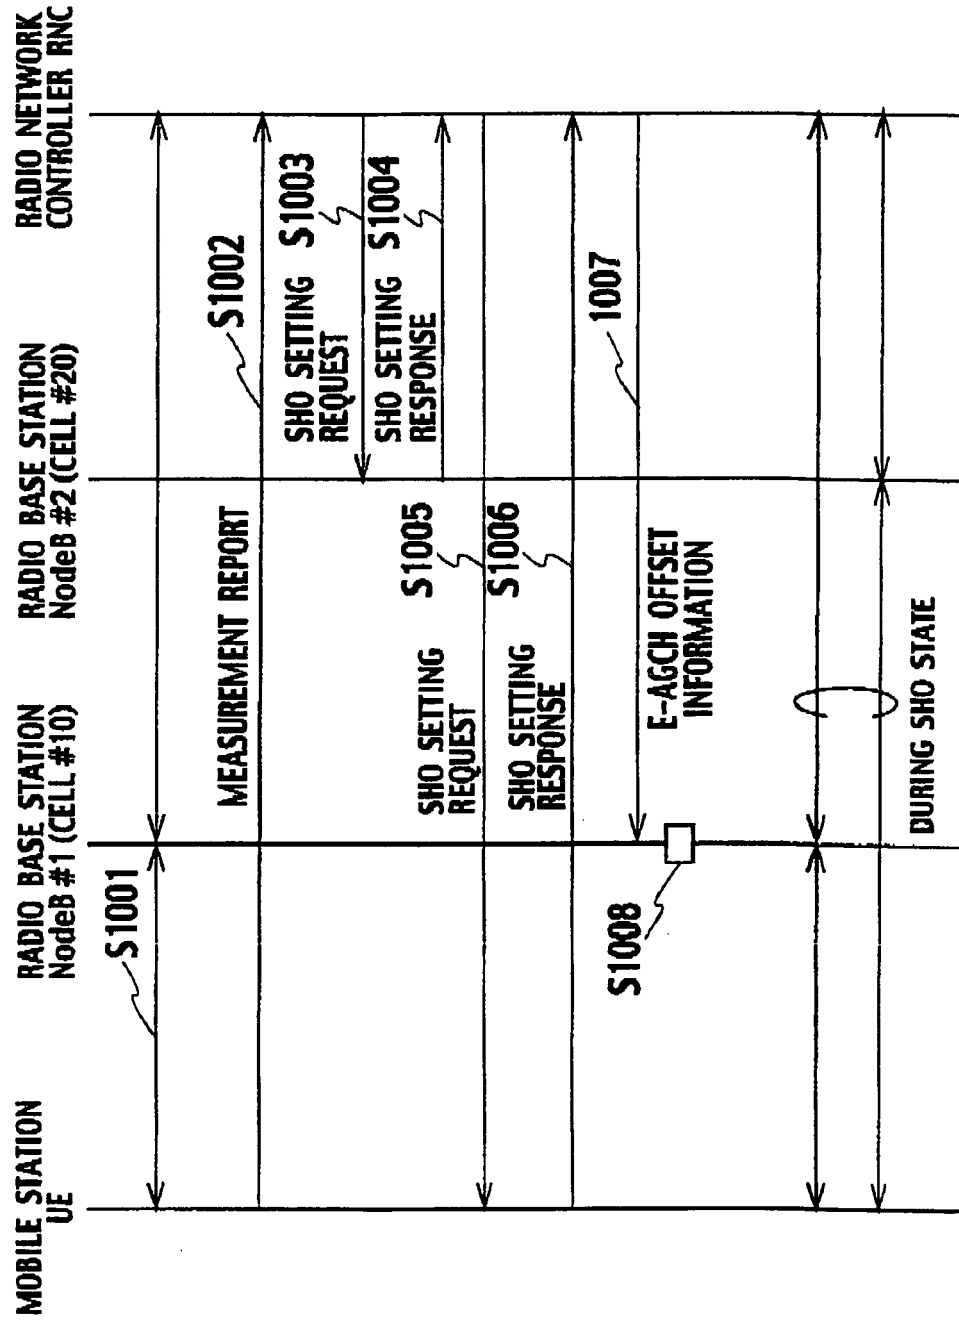 MOBILE STATION
UE
RADIO BASE STATION
NodeB #1 (CELL #10)
RADIO BASE STATION
NodeB #2 (CELL #20)
RADIO NETWORK
CONTROLLER RNC
S1001
S1002
MEASUREMENT REPORT
SHO SETTING
REQUEST
S1003
SHO SETTING
RESPONSE
S1004
SHO SETTING
REQUEST
S1005
SHO SETTING
RESPONSE
S1006
1007
E-AGCH OFFSET
INFORMATION
S1008
DURING SHO STATE